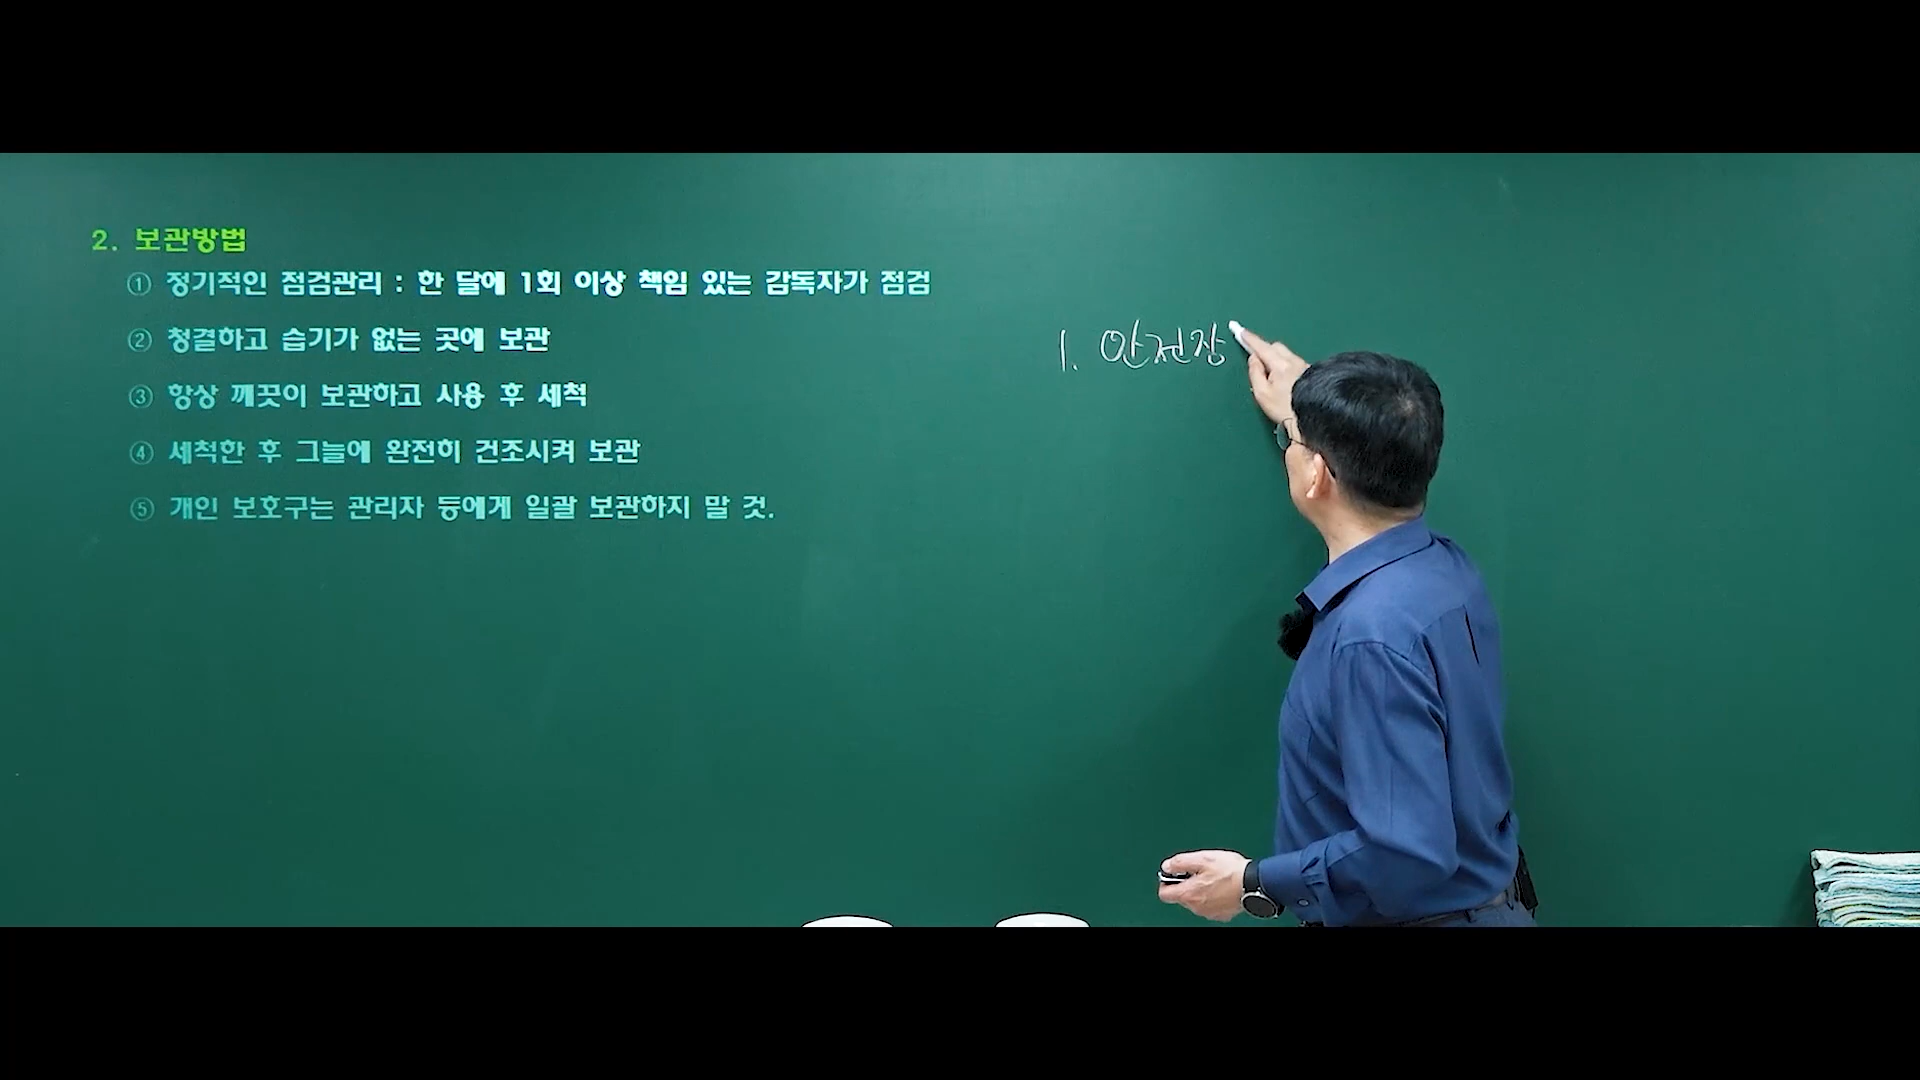 2. 보관방법
① 정기적인 점검관리 : 한 달에 1회 이상 책임 있는 감독자가 점검
② 청결하고 습기가 없는 곳에 보관
③ 항상 깨끗이 보관하고 사용 후 세척
④ 세척한 후 그늘에 완전히 건조시켜 보관
⑤ 개인 보호구는 관리자 등에게 일괄 보관하지 말 것.
1. 안전장